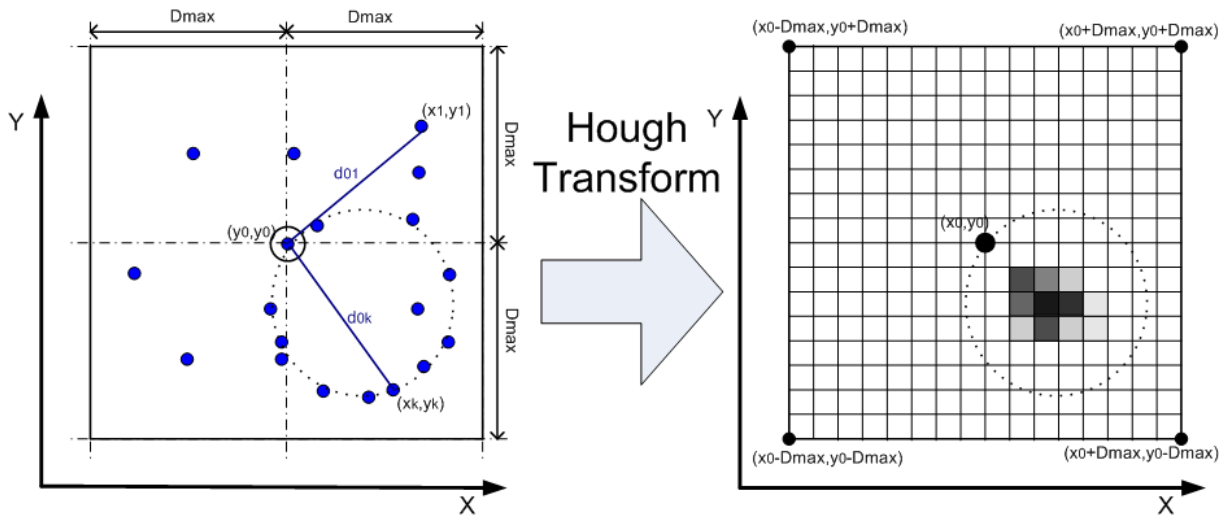 Dmax
Dmax
Y
(x1,y1)
d01
(y0,y0)
d0k
(xk,yk)
Dmax
Dmax
X
Hough
Transform
(x0-Dmax,y0+Dmax)
(x0+Dmax,y0+Dmax)
Y
(x0,y0)
(x0-Dmax,y0-Dmax)
(x0+Dmax,y0-Dmax)
X